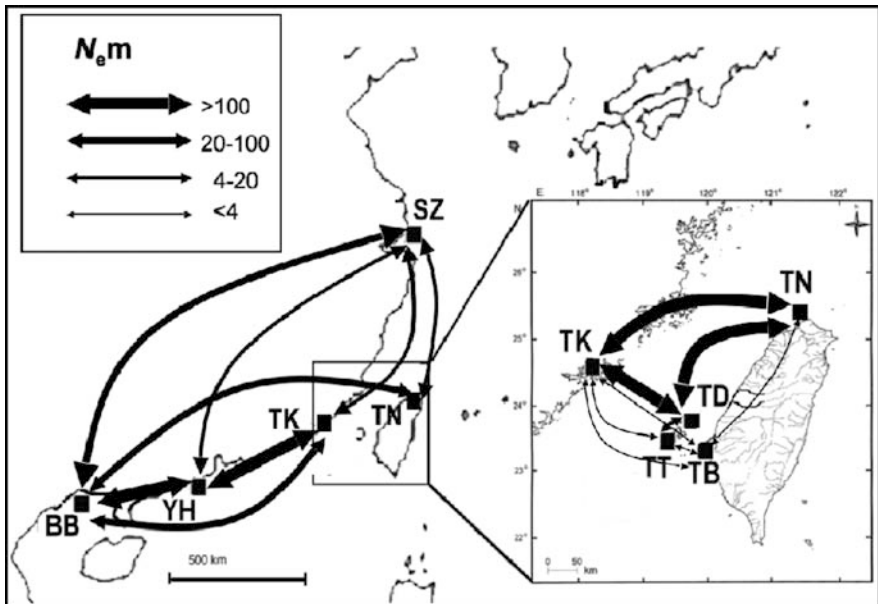 Nₑm
>100
20-100
4-20
<4
SZ
TK
TN
YH
BB
500 km
E
118°
119°
120°
121°
122°
N
26°
25°
24°
23°
22°
TN
TK
TD
TT
TB
0 50
km